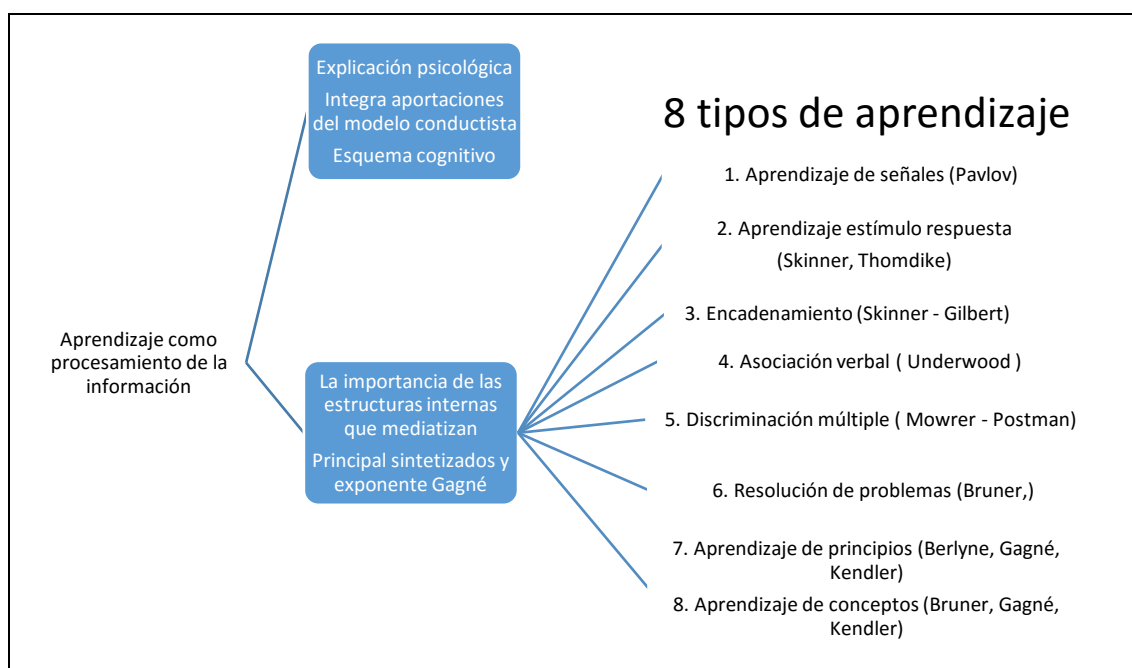 Explicación psicológica
Integra aportaciones
del modelo conductista
Esquema cognitivo
8 tipos de aprendizaje
1. Aprendizaje de señales (Pavlov)
2. Aprendizaje estímulo respuesta
(Skinner, Thomdike)
3. Encadenamiento (Skinner - Gilbert)
Aprendizaje como
procesamiento de la
información
4. Asociación verbal ( Underwood )
La importancia de las
estructuras internas
que mediatizan
Principal sintetizados y
exponente Gagné
5. Discriminación múltiple ( Mowrer - Postman)
6. Resolución de problemas (Bruner,)
7. Aprendizaje de principios (Berlyne, Gagné,
Kendler)
8. Aprendizaje de conceptos (Bruner, Gagné,
Kendler)